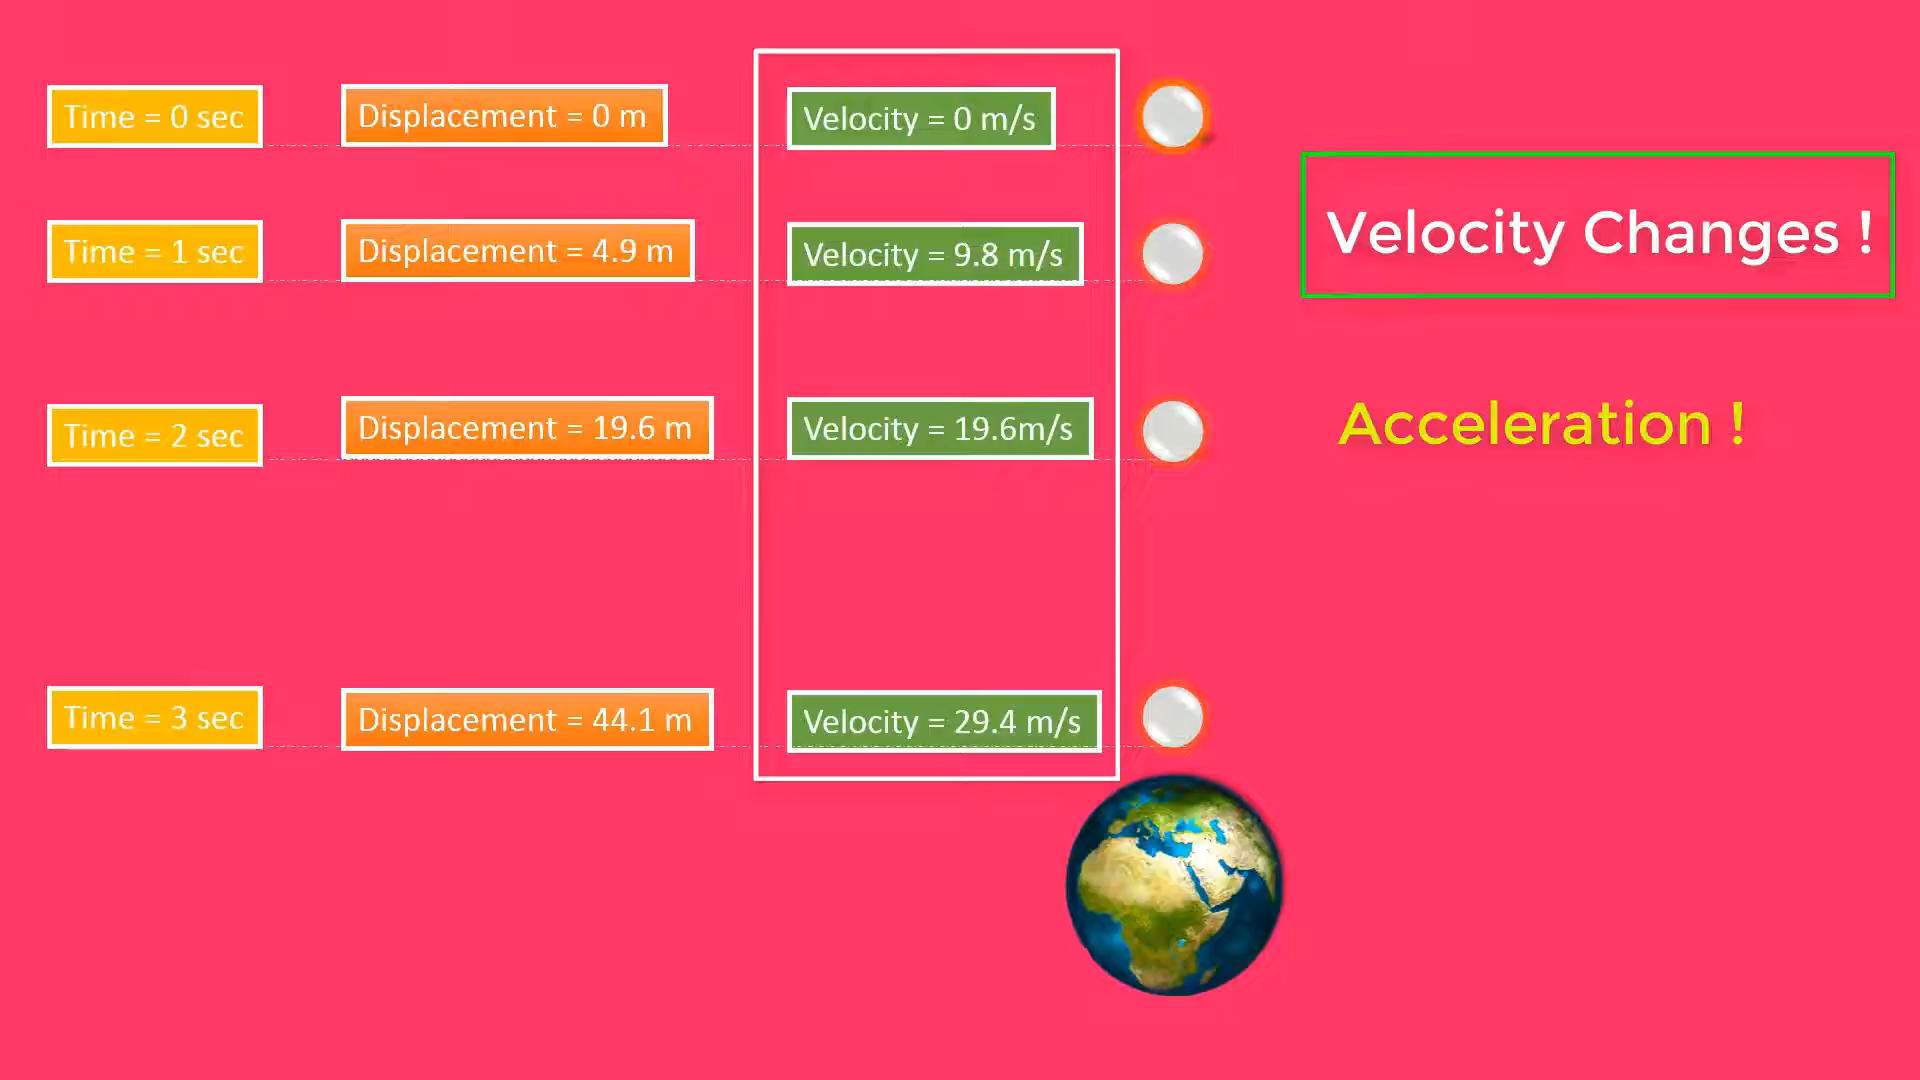 Time = 0 sec
Displacement = 0 m
Velocity = 0 m/s
Time = 1 sec
Displacement = 4.9 m
Velocity = 9.8 m/s
Velocity Changes !
Time = 2 sec
Displacement = 19.6 m
Velocity = 19.6m/s
Acceleration !
Time = 3 sec
Displacement = 44.1 m
Velocity = 29.4 m/s